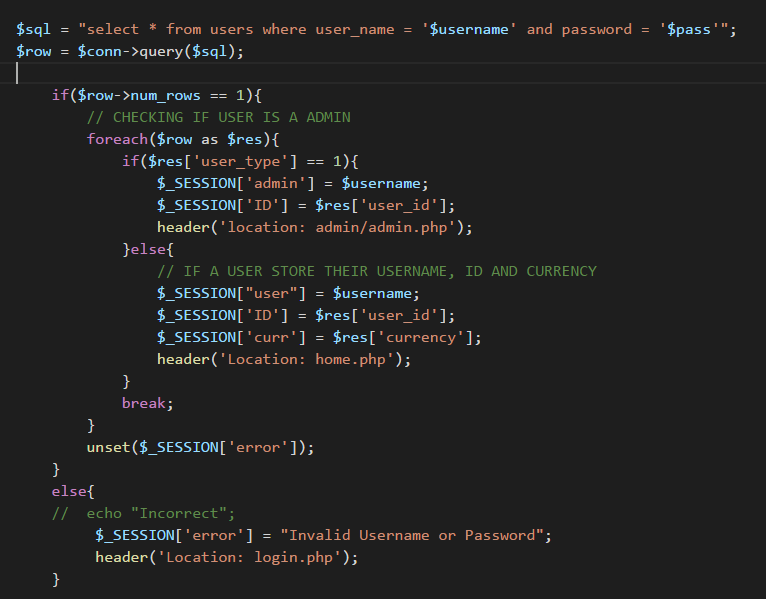 $sql = "select * from users where user_name = '$username' and password = '$pass'";
$row = $conn->query($sql);
if($row->num_rows == 1){
// CHECKING IF USER IS A ADMIN
foreach($row as $res){
if($res['user_type'] == 1){
$_SESSION['admin'] = $username;
$_SESSION['ID'] = $res['user_id'];
header('location: admin/admin.php');
}else{
// IF A USER STORE THEIR USERNAME, ID AND CURRENCY
$_SESSION["user"] = $username;
$_SESSION['ID'] = $res['user_id'];
$_SESSION['curr'] = $res['currency'];
header('Location: home.php');
}
break;
}
unset($_SESSION['error']);
}
else{
//  echo "Incorrect";
$_SESSION['error'] = "Invalid Username or Password";
header('Location: login.php');
}